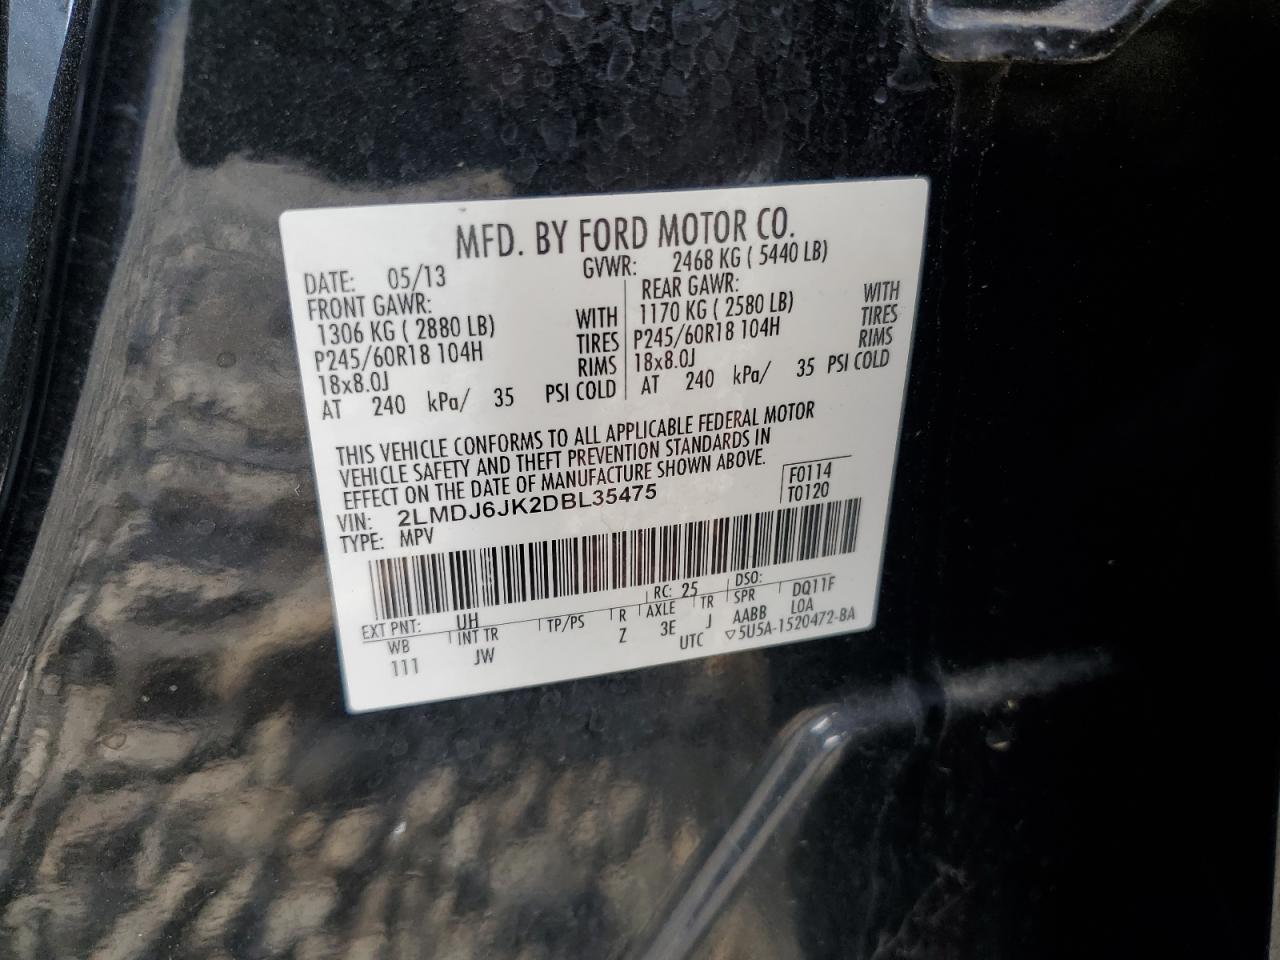 MFD. BY FORD MOTOR CO.
DATE: 05/13 GVWR: 2468 KG ( 5440 LB)
FRONT GAWR: REAR GAWR:
1306 KG ( 2880 LB) WITH 1170 KG ( 2580 LB) WITH
P245/60R18 104H TIRES P245/60R18 104H TIRES
18x8.0J RIMS 18x8.0J RIMS
AT 240 kPa/ 35 PSI COLD AT 240 kPa/ 35 PSI COLD
THIS VEHICLE CONFORMS TO ALL APPLICABLE FEDERAL MOTOR
VEHICLE SAFETY AND THEFT PREVENTION STANDARDS IN
EFFECT ON THE DATE OF MANUFACTURE SHOWN ABOVE.
F0114
VIN: 2LMDJ6JK2DBL35475 T0120
TYPE: MPV
EXT PNT: UH RC: 25 DSO:
WB INT TR TP/PS R AXLE TR SPR DQ11F
111 JW Z 3E J AABB LOA
UTC ▽5U5A-1520472-BA